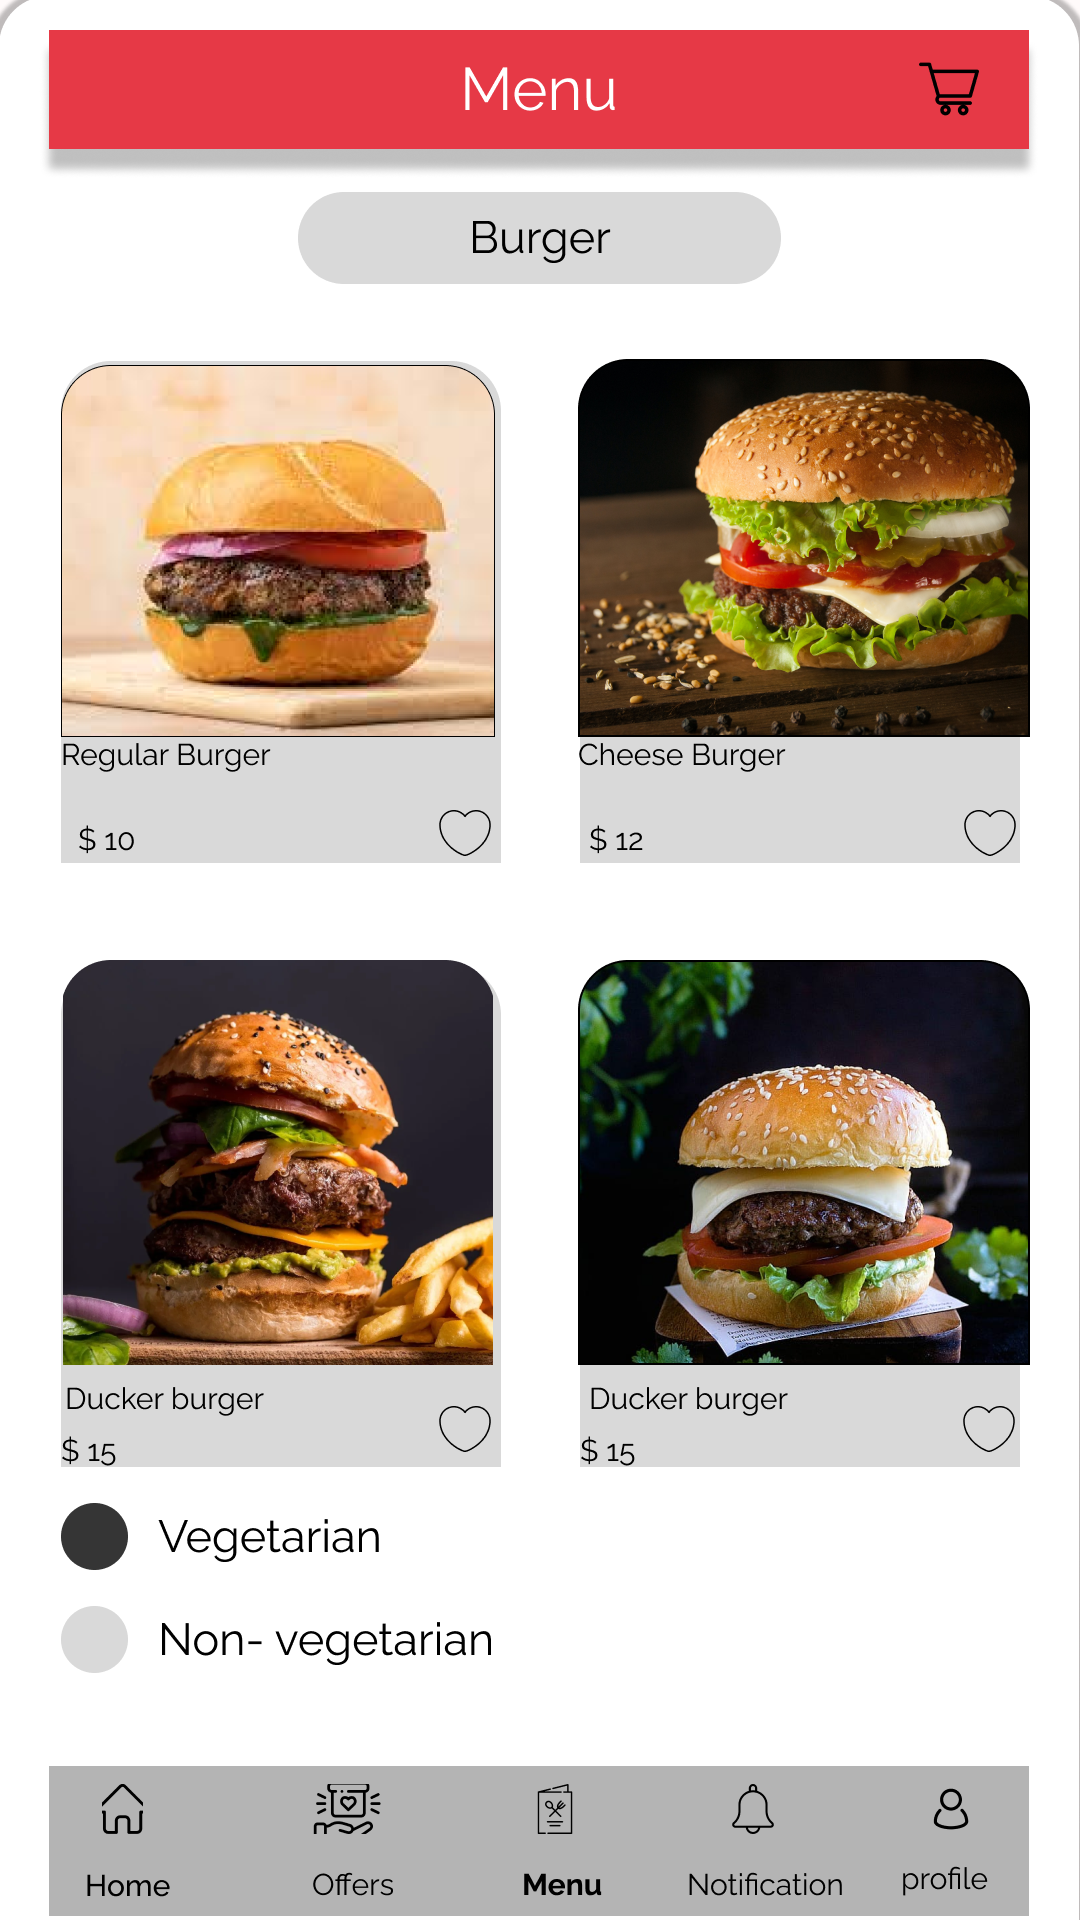 Menu
Burger
Regular Burger
Cheese Burger
$ 10
$ 12
Ducker burger
Ducker burger
$ 15
$ 15
Vegetarian
Non- vegetarian
Home
Offers
Menu
Notification
profile